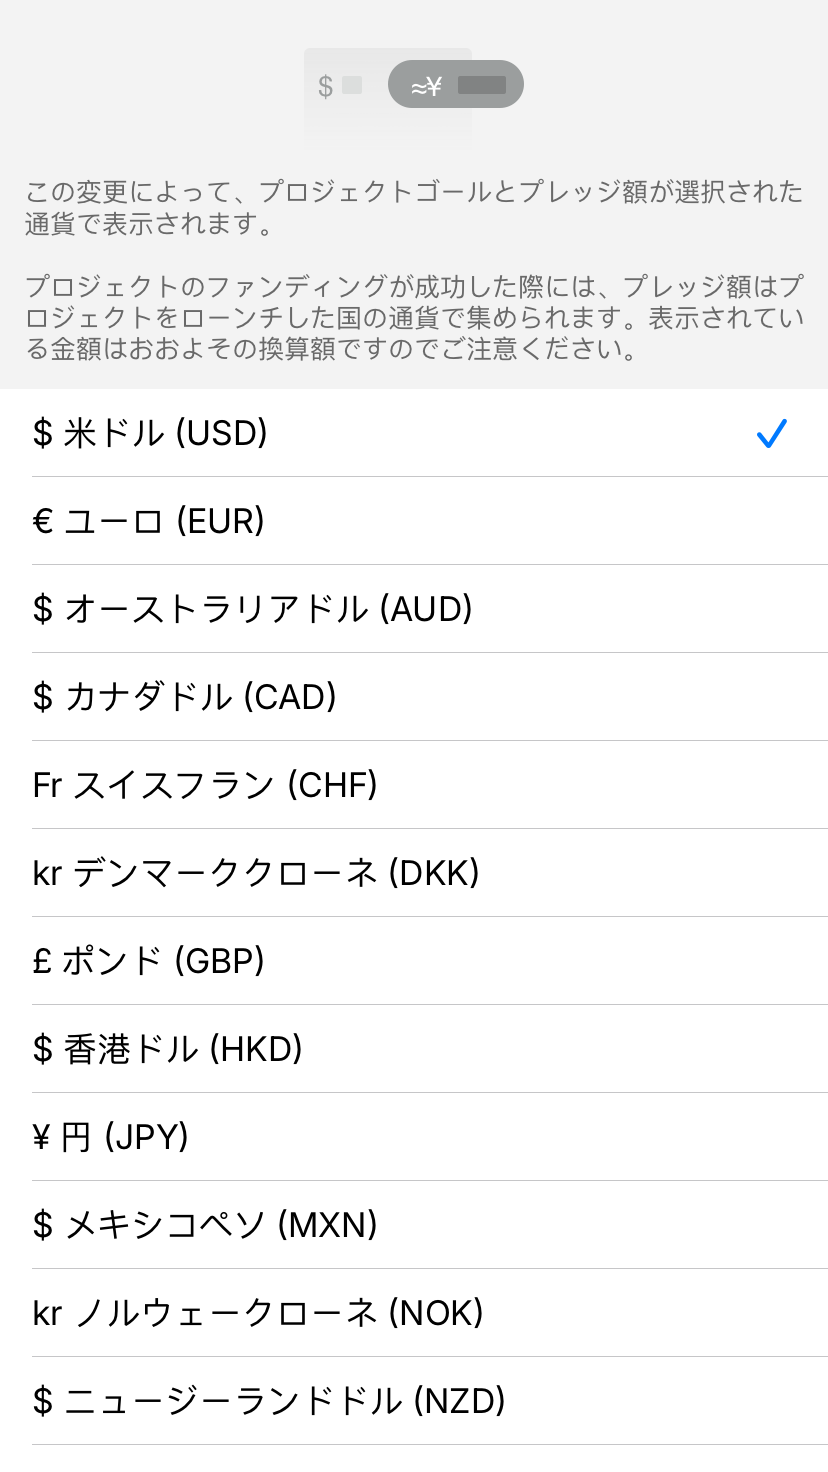 $ ≈¥
この変更によって、プロジェクトゴールとプレッジ額が選択された
通貨で表示されます。
プロジェクトのファンディングが成功した際には、プレッジ額はプ
ロジェクトをローンチした国の通貨で集められます。表示されてい
る金額はおおよその換算額ですのでご注意ください。
$ 米ドル (USD)
€ ユーロ (EUR)
$ オーストラリアドル (AUD)
$ カナダドル (CAD)
Fr スイスフラン (CHF)
kr デンマーククローネ (DKK)
£ ポンド (GBP)
$ 香港ドル (HKD)
¥ 円 (JPY)
$ メキシコペソ (MXN)
kr ノルウェークローネ (NOK)
$ ニュージーランドドル (NZD)